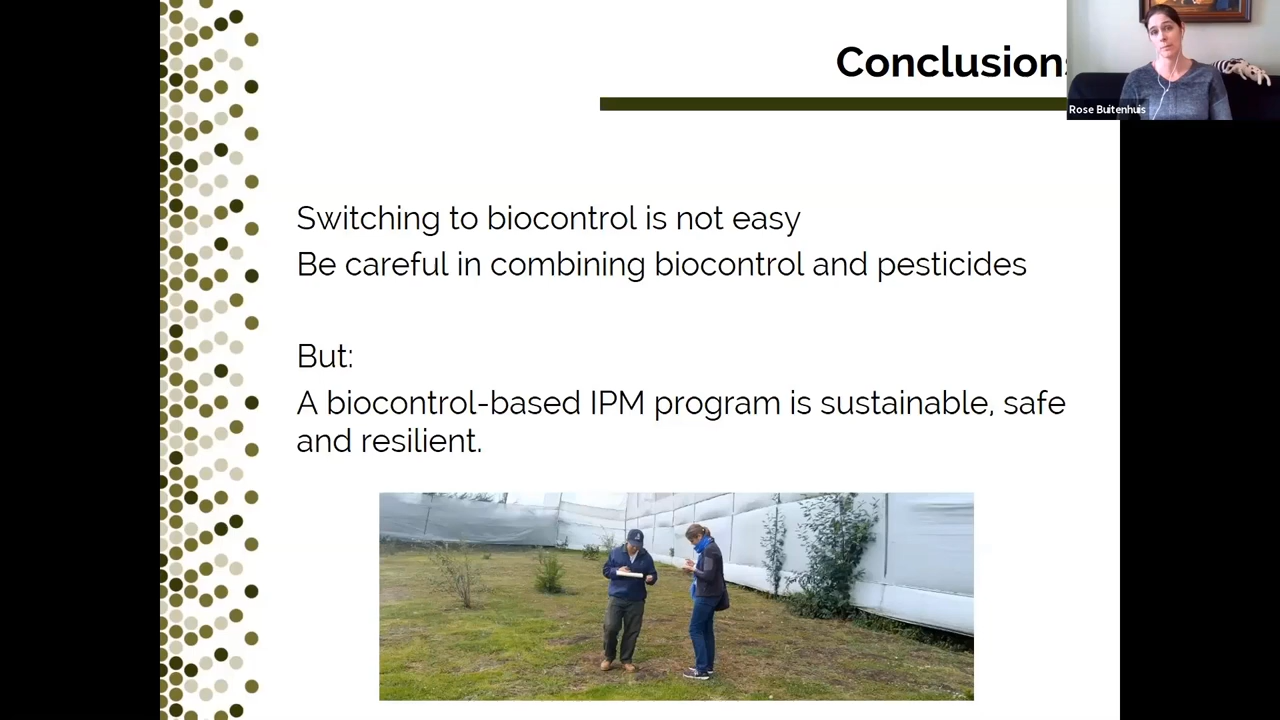 Conclusions
Rose Buitenhuis
Switching to biocontrol is not easy
Be careful in combining biocontrol and pesticides
But:
A biocontrol-based IPM program is sustainable, safe
and resilient.